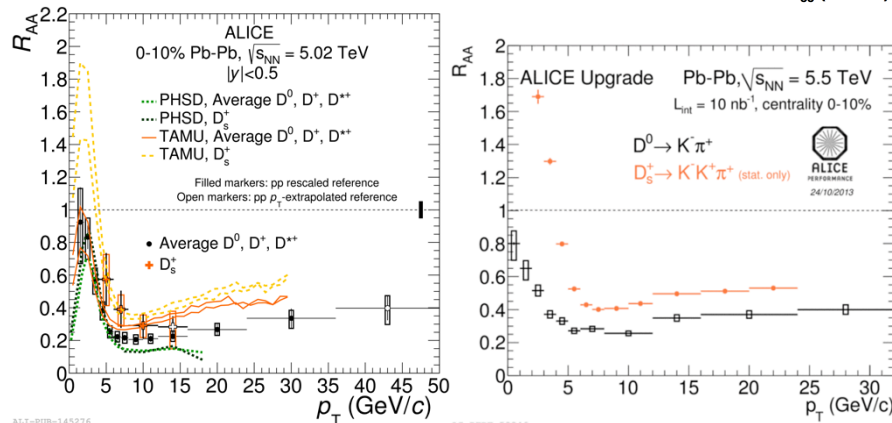 R_AA
2.2
2
1.8
1.6
1.4
1.2
1
0.8
0.6
0.4
0.2
0
ALICE
0-10% Pb-Pb, √s_NN = 5.02 TeV
|y|<0.5
PHSD, Average D⁰, D⁺, D*⁺
PHSD, D_s⁺
TAMU, Average D⁰, D⁺, D*⁺
TAMU, D_s⁺
Filled markers: pp rescaled reference
Open markers: pp p_T-extrapolated reference
Average D⁰, D⁺, D*⁺
D_s⁺
0 5 10 15 20 25 30 35 40 45 50
p_T (GeV/c)
R_AA
2
1.8
1.6
1.4
1.2
1
0.8
0.6
0.4
0.2
0
ALICE Upgrade
Pb-Pb, √s_NN = 5.5 TeV
L_int = 10 nb⁻¹, centrality 0-10%
D⁰→ K⁻π⁺
D_s⁺→ K⁻K⁺π⁺ (stat. only)
ALICE
PERFORMANCE
24/10/2013
0 5 10 15 20 25 30
p_T (GeV/c)